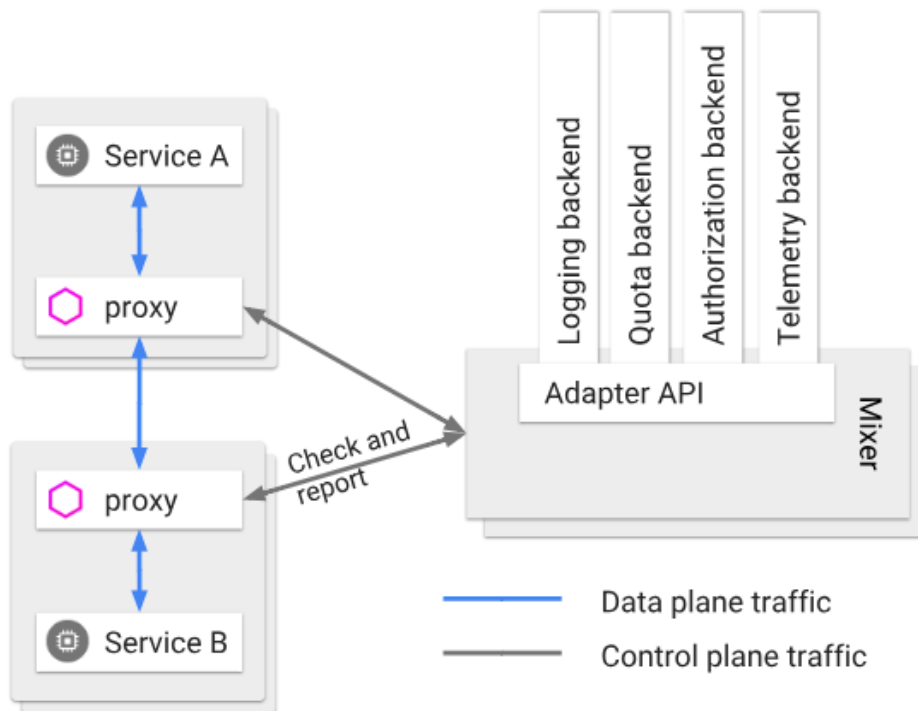 Service A
proxy
proxy
Service B
Check and
report
Logging backend
Quota backend
Authorization backend
Telemetry backend
Adapter API
Mixer
Data plane traffic
Control plane traffic